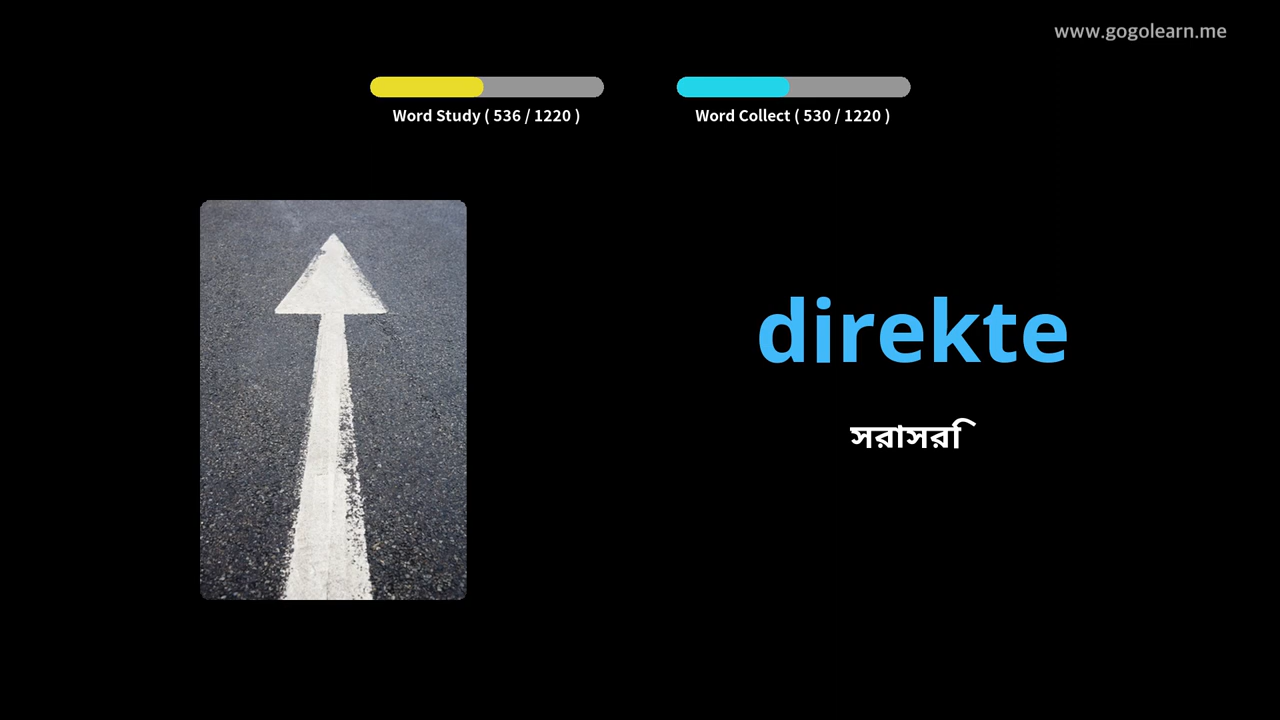 www.gogolearn.me
Word Study ( 536 / 1220 )
Word Collect ( 530 / 1220 )
direkte
সরাসরি